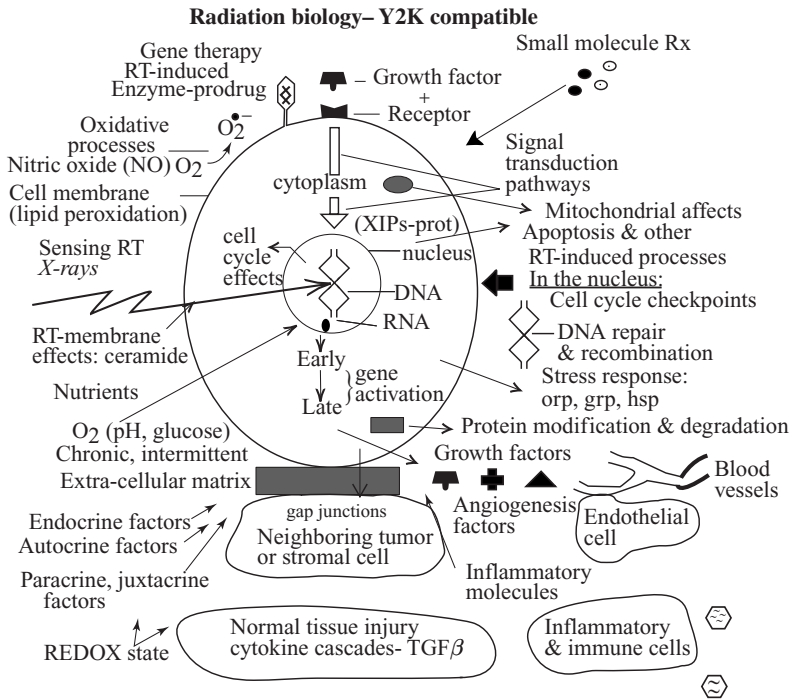 Radiation biology– Y2K compatible
Small molecule Rx
Gene therapy
RT-induced
Enzyme-prodrug
Growth factor
+
Receptor
Oxidative
processes
O2•−
Nitric oxide (NO) O2
Cell membrane
(lipid peroxidation)
Signal
transduction
pathways
cytoplasm
Mitochondrial affects
(XIPs-prot)
Apoptosis & other
RT-induced processes
nucleus
cell
cycle
effects
Sensing RT
X-rays
In the nucleus:
Cell cycle checkpoints
DNA
RNA
DNA repair
& recombination
RT-membrane
effects: ceramide
Early
gene
activation
Late
Stress response:
orp, grp, hsp
Nutrients
O2 (pH, glucose)
Chronic, intermittent
Protein modification & degradation
Growth factors
Extra-cellular matrix
Blood
vessels
gap junctions
Angiogenesis
factors
Endocrine factors
Autocrine factors
Neighboring tumor
or stromal cell
Endothelial
cell
Paracrine, juxtacrine
factors
Inflammatory
molecules
REDOX state
Normal tissue injury
cytokine cascades- TGFβ
Inflammatory
& immune cells